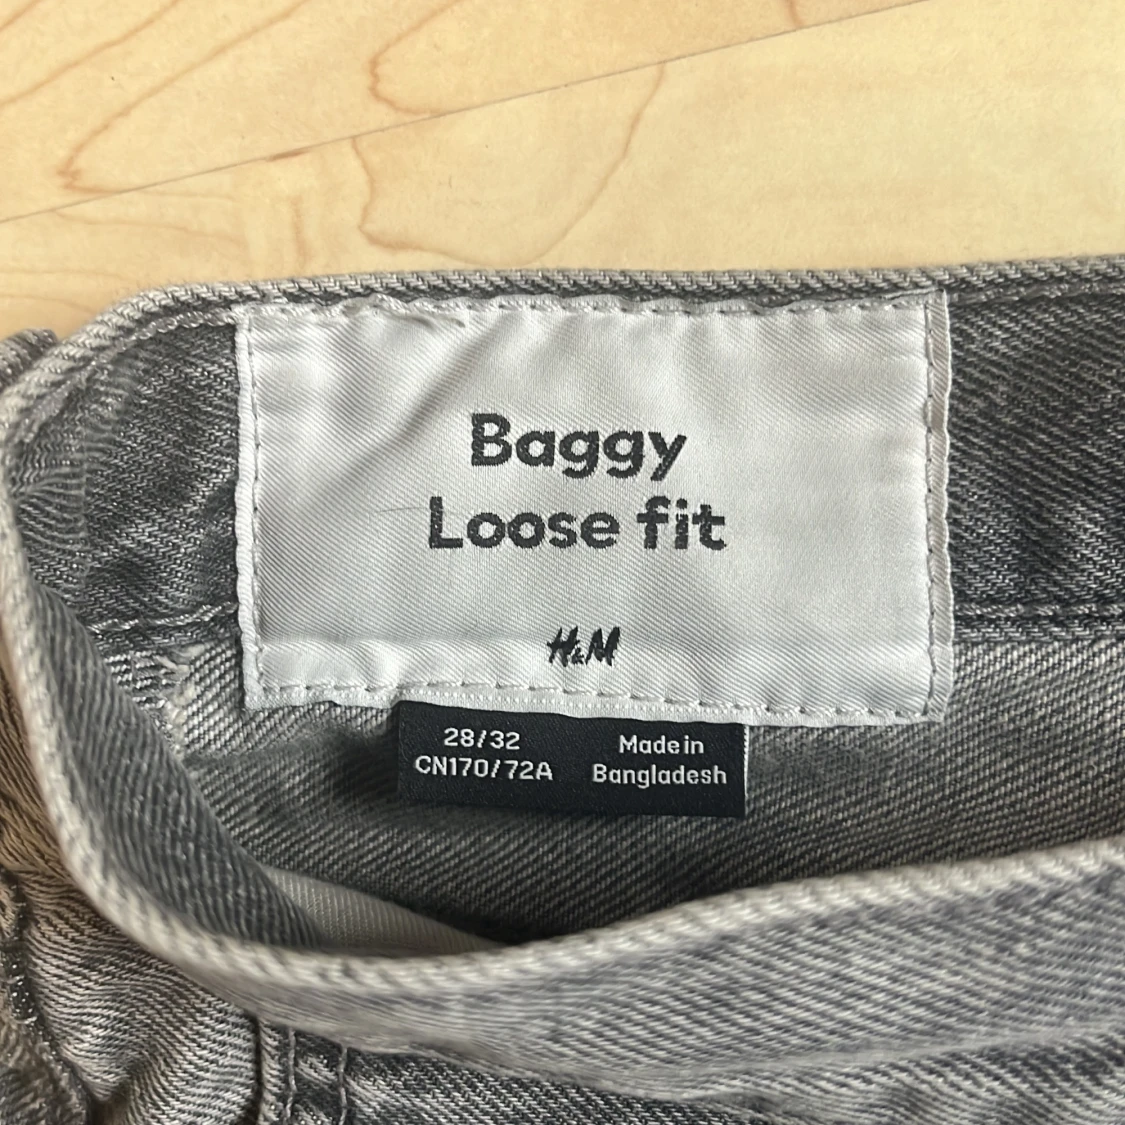 Baggy
Loose fit
H&M
28/32
CN170/72A
Made in
Bangladesh